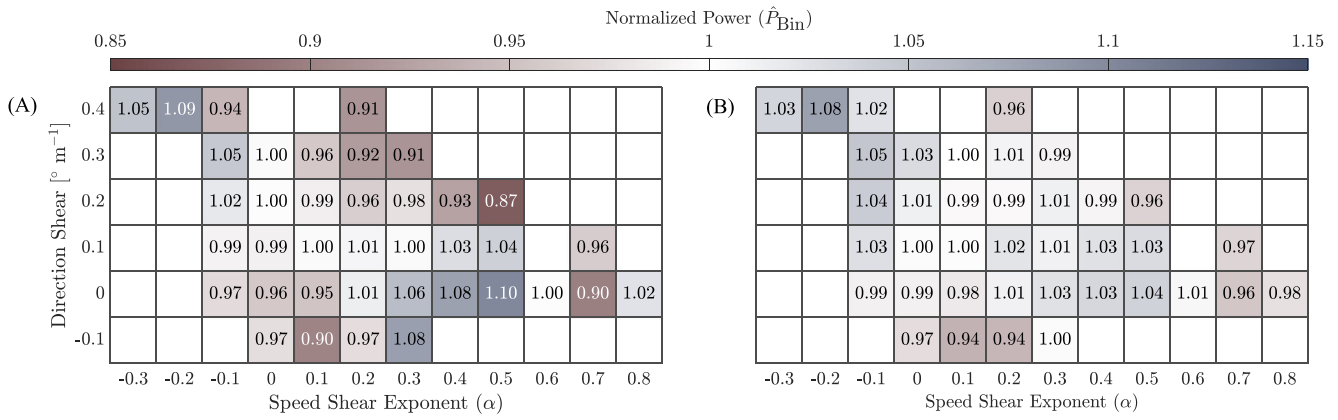 Normalized Power (P̂Bin)
0.85 0.9 0.95 1 1.05 1.1 1.15
(A)
Direction Shear [° m⁻¹]
0.4 1.05 1.09 0.94 0.91
0.3 1.05 1.00 0.96 0.92 0.91
0.2 1.02 1.00 0.99 0.96 0.98 0.93 0.87
0.1 0.99 0.99 1.00 1.01 1.00 1.03 1.04 0.96
0 0.97 0.96 0.95 1.01 1.06 1.08 1.10 1.00 0.90 1.02
-0.1 0.97 0.90 0.97 1.08
-0.3 -0.2 -0.1 0 0.1 0.2 0.3 0.4 0.5 0.6 0.7 0.8
Speed Shear Exponent (α)
(B)
1.03 1.08 1.02 0.96
1.05 1.03 1.00 1.01 0.99
1.04 1.01 0.99 0.99 1.01 0.99 0.96
1.03 1.00 1.00 1.02 1.01 1.03 1.03 0.97
0.99 0.99 0.98 1.01 1.03 1.03 1.04 1.01 0.96 0.98
0.97 0.94 0.94 1.00
-0.3 -0.2 -0.1 0 0.1 0.2 0.3 0.4 0.5 0.6 0.7 0.8
Speed Shear Exponent (α)